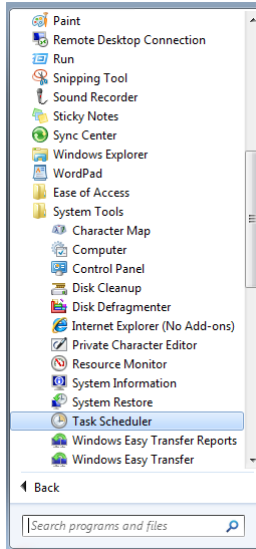 Paint
Remote Desktop Connection
Run
Snipping Tool
Sound Recorder
Sticky Notes
Sync Center
Windows Explorer
WordPad
Ease of Access
System Tools
Character Map
Computer
Control Panel
Disk Cleanup
Disk Defragmenter
Internet Explorer (No Add-ons)
Private Character Editor
Resource Monitor
System Information
System Restore
Task Scheduler
Windows Easy Transfer Reports
Windows Easy Transfer
Back
Search programs and files